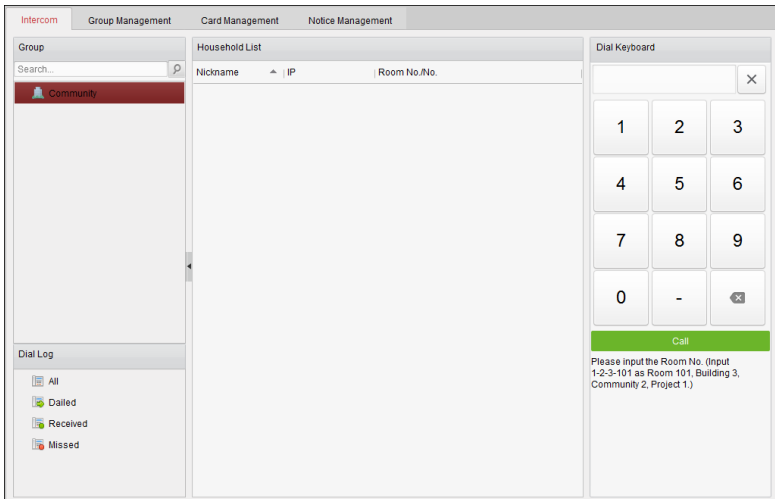 Intercom Group Management Card Management Notice Management
Group
Search...
Community
Household List
Nickname IP Room No./No.
Dial Keyboard
1 2 3
4 5 6
7 8 9
0 -
Call
Please input the Room No. (Input
1-2-3-101 as Room 101, Building 3,
Community 2, Project 1.)
Dial Log
All
Dailed
Received
Missed